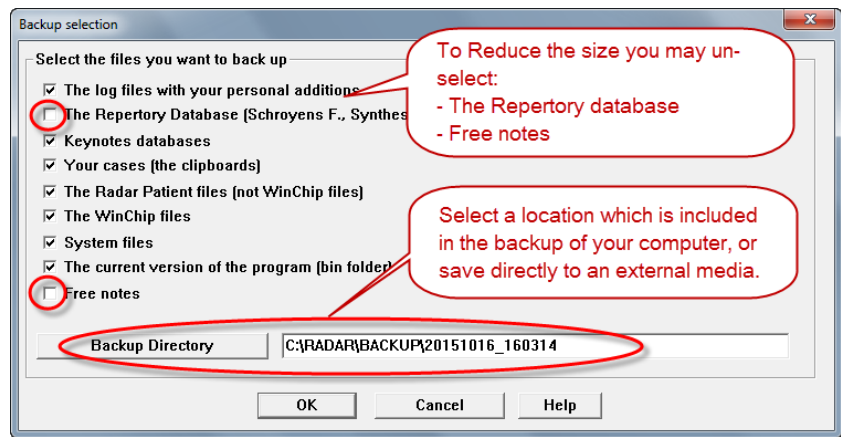 Backup selection
x
Select the files you want to back up
The log files with your personal additions
The Repertory Database (Schroyens F., Synthes
Keynotes databases
Your cases (the clipboards)
The Radar Patient files (not WinChip files)
The WinChip files
System files
The current version of the program (bin folder)
Free notes
To Reduce the size you may un-
select:
- The Repertory database
- Free notes
Select a location which is included
in the backup of your computer, or
save directly to an external media.
Backup Directory C:\RADAR\BACKUP\20151016_160314
OK Cancel Help